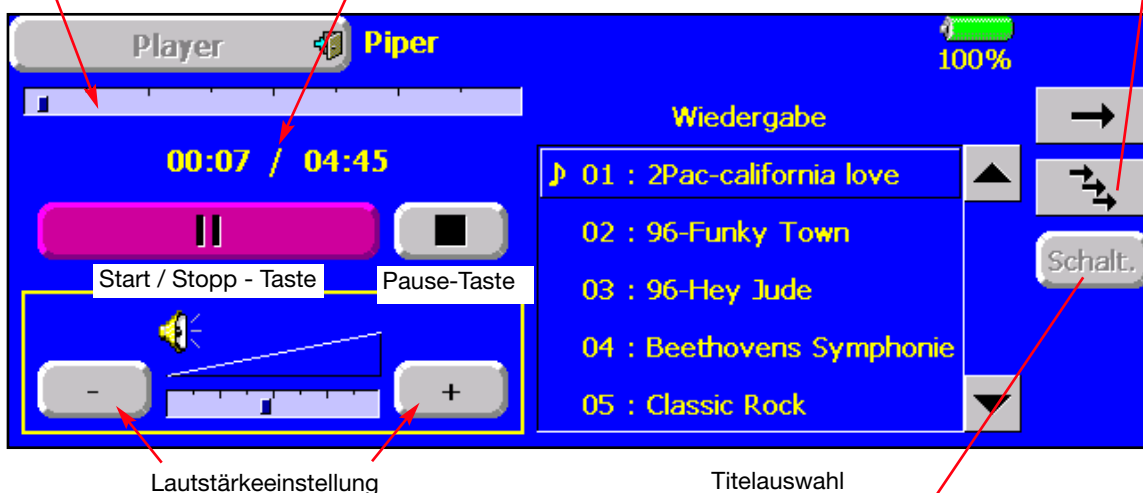 Player
Piper
100%
Wiedergabe
00:07 / 04:45
01 : 2Pac-california love
02 : 96-Funky Town
03 : 96-Hey Jude
04 : Beethovens Symphonie
05 : Classic Rock
Schalt.
Start / Stopp - Taste
Pause-Taste
-
+
Lautstärkeeinstellung
Titelauswahl